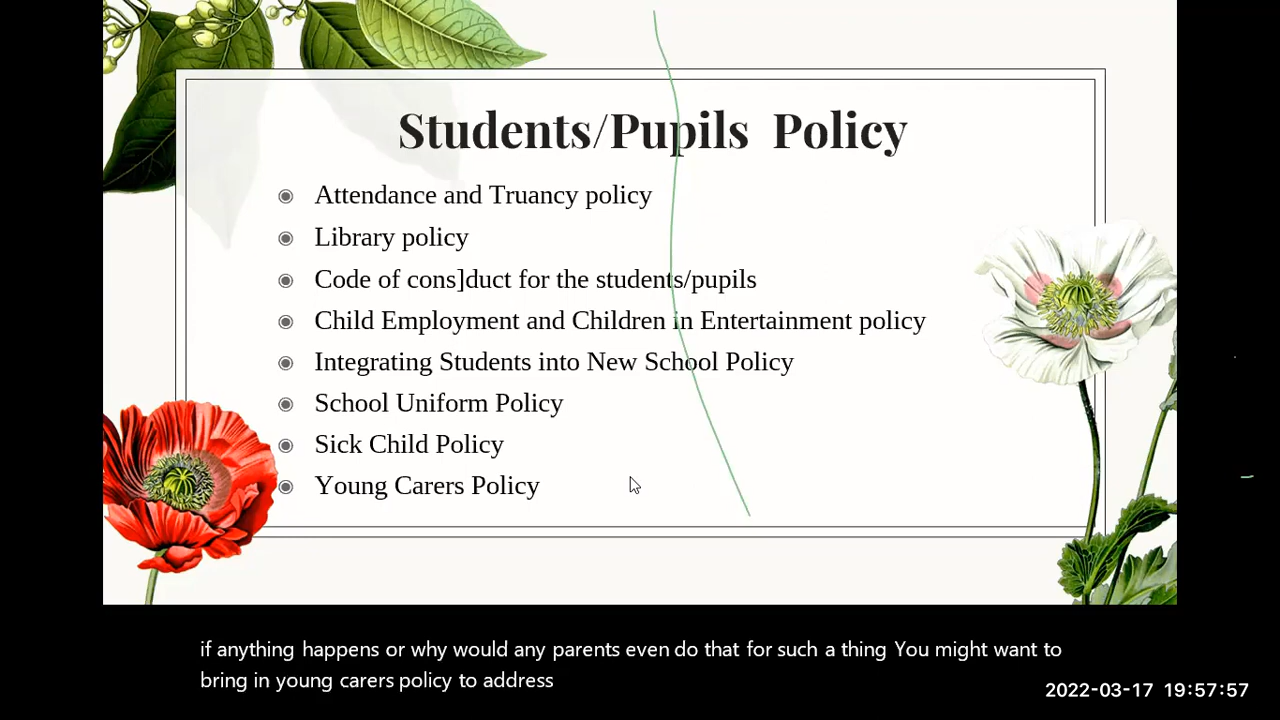 Students/Pupils Policy
Attendance and Truancy policy
Library policy
Code of cons]duct for the students/pupils
Child Employment and Children in Entertainment policy
Integrating Students into New School Policy
School Uniform Policy
Sick Child Policy
Young Carers Policy
if anything happens or why would any parents even do that for such a thing You might want to
bring in young carers policy to address
2022-03-17 19:57:57